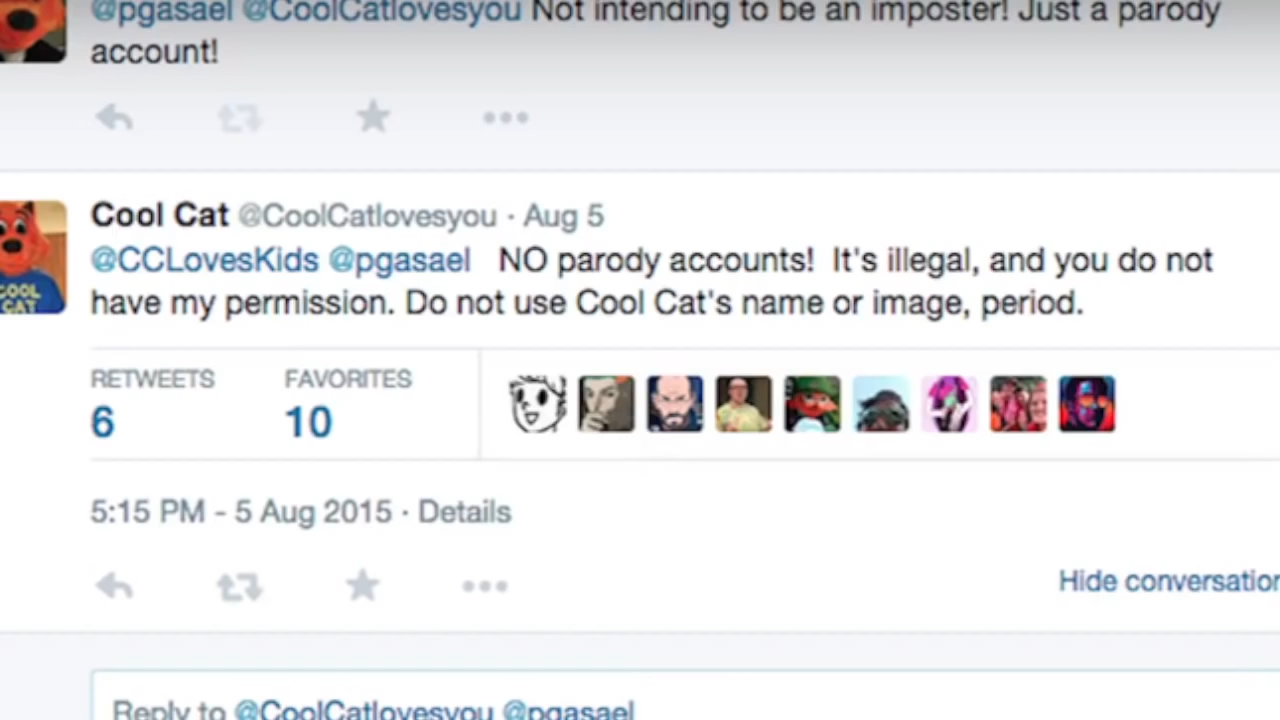 @pgasael @CoolCatlovesyou Not intending to be an imposter! Just a parody
account!
Cool Cat @CoolCatlovesyou · Aug 5
@CCLovesKids @pgasael NO parody accounts! It's illegal, and you do not
have my permission. Do not use Cool Cat's name or image, period.
COOL
CAT
RETWEETS FAVORITES
6 10
5:15 PM - 5 Aug 2015 · Details
Hide conversation
Reply to @CoolCatlovesyou @pgasael